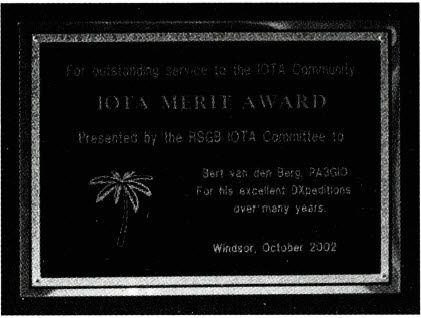 For outstanding service to the IOTA Community
IOTA MERIT AWARD
Presented by the RSGB IOTA Committee to
Bert van den Berg, PA3GIO
For his excellent DXpeditions
over many years.
Windsor, October 2002